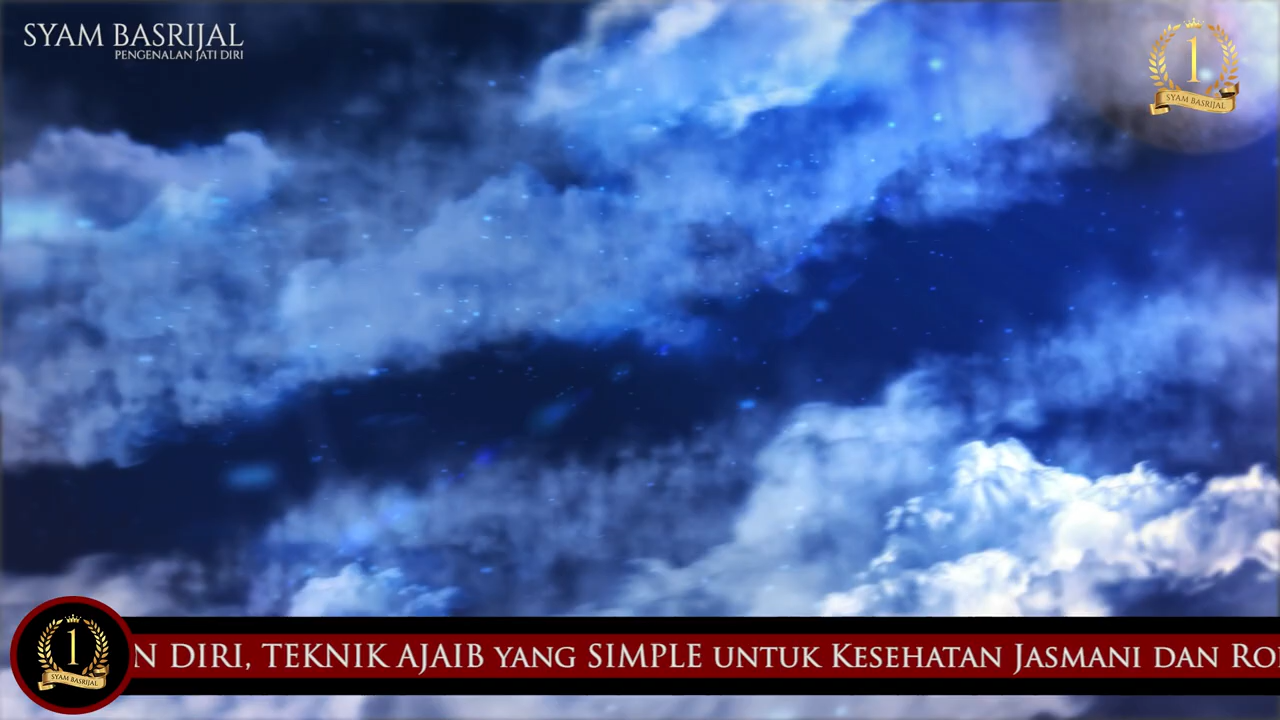 SYAM BASRIJAL
PENGENALAN JATI DIRI
1
SYAM BASRIJAL
1
SYAM BASRIJAL
N DIRI, TEKNIK AJAIB YANG SIMPLE UNTUK KESEHATAN JASMANI DAN